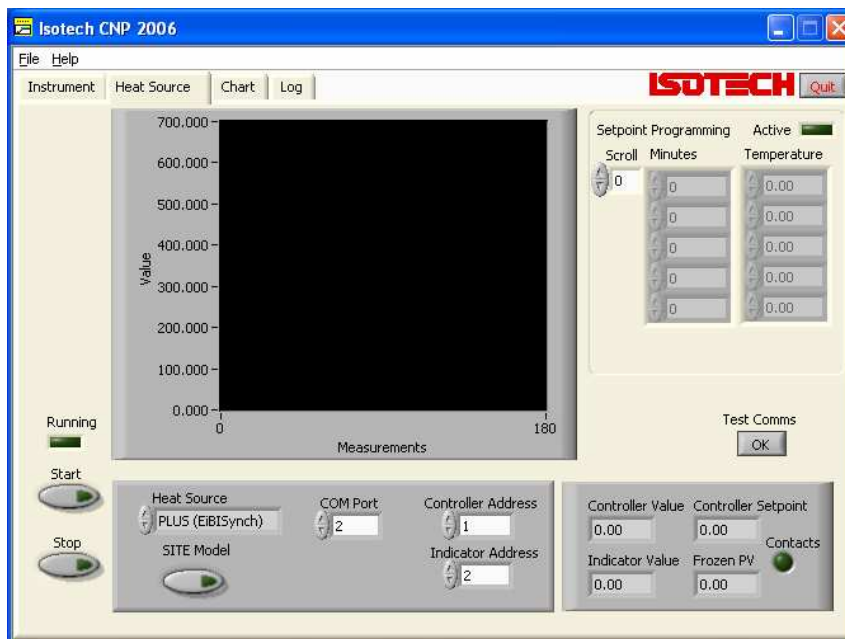 Isotech CNP 2006
File Help
Instrument Heat Source Chart Log ISOTECH Quit
700.000
600.000
500.000
400.000
300.000
200.000
100.000
0.000
Value
0 180
Measurements
Setpoint Programming Active
Scroll Minutes Temperature
0 0 0.00
0 0.00
0 0.00
0 0.00
0 0.00
Running
Start
Stop
Test Comms
OK
Heat Source COM Port Controller Address
PLUS (EiBISynch) 2 1
SITE Model Indicator Address
2
Controller Value Controller Setpoint
0.00 0.00
Contacts
Indicator Value Frozen PV
0.00 0.00